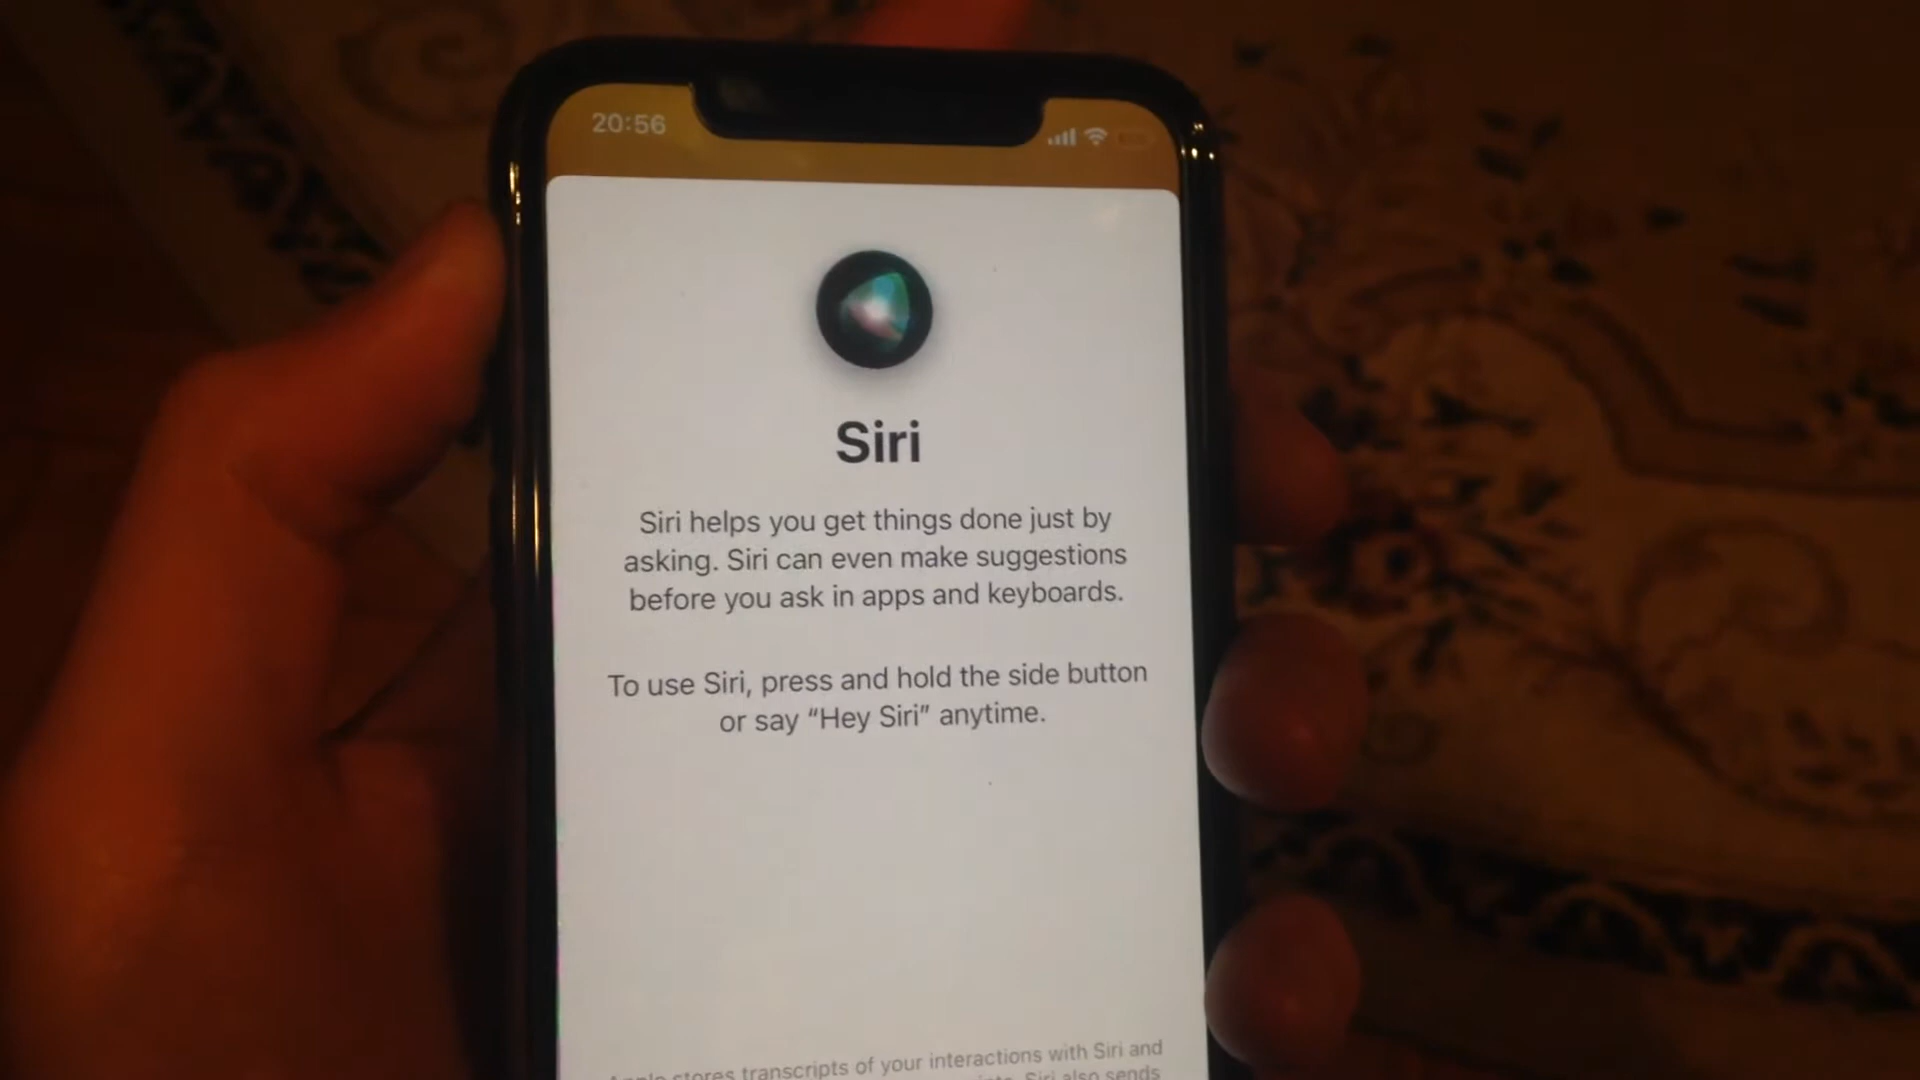 20:56
Siri
Siri helps you get things done just by
asking. Siri can even make suggestions
before you ask in apps and keyboards.
To use Siri, press and hold the side button
or say “Hey Siri” anytime.
Apple stores transcripts of your interactions with Siri and
Siri also sends